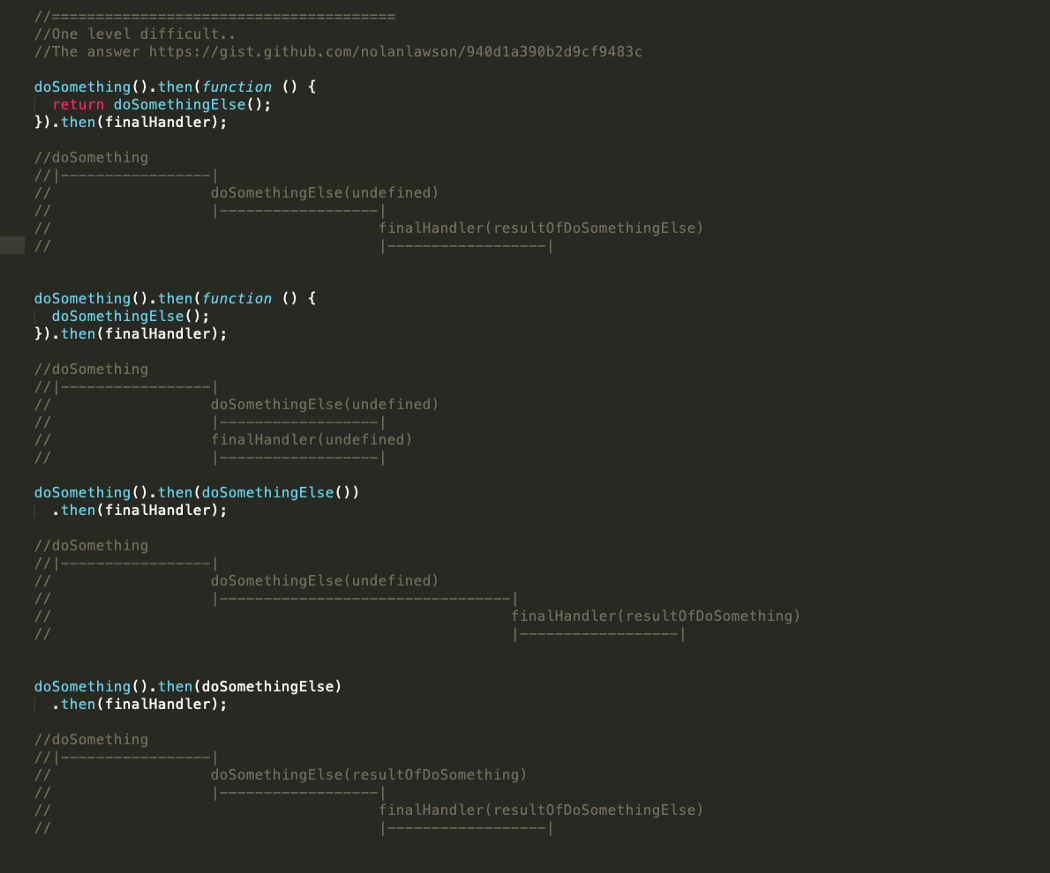 //=======================================
//One level difficult..
//The answer https://gist.github.com/nolanlawson/940d1a390b2d9cf9483c

doSomething().then(function () {
  return doSomethingElse();
}).then(finalHandler);

//doSomething
//|-----------------|
//                  doSomethingElse(undefined)
//                  |------------------|
//                                     finalHandler(resultOfDoSomethingElse)
//                                     |------------------|

doSomething().then(function () {
  doSomethingElse();
}).then(finalHandler);

//doSomething
//|-----------------|
//                  doSomethingElse(undefined)
//                  |------------------|
//                  finalHandler(undefined)
//                  |------------------|

doSomething().then(doSomethingElse())
  .then(finalHandler);

//doSomething
//|-----------------|
//                  doSomethingElse(undefined)
//                  |---------------------------------|
//                                                    finalHandler(resultOfDoSomething)
//                                                    |------------------|

doSomething().then(doSomethingElse)
  .then(finalHandler);

//doSomething
//|-----------------|
//                  doSomethingElse(resultOfDoSomething)
//                  |------------------|
//                                     finalHandler(resultOfDoSomethingElse)
//                                     |------------------|